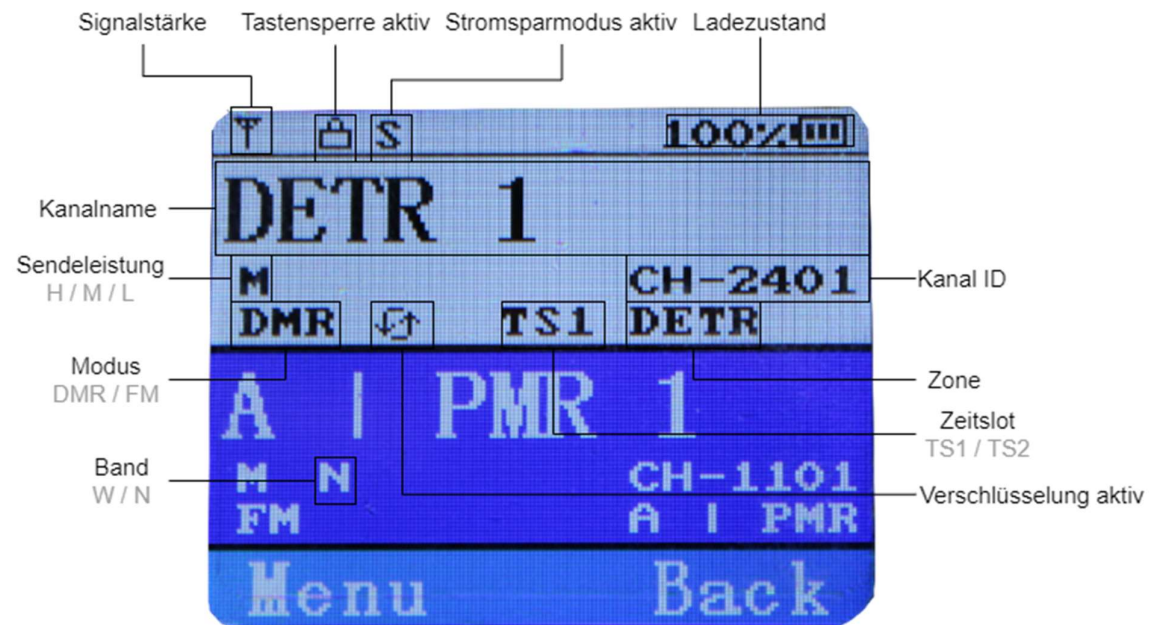 Signalstärke Tastensperre aktiv Stromsparmodus aktiv Ladezustand
S 100%
Kanalname
DETR 1
Sendeleistung
H / M / L
M CH-2401
Kanal ID
DMR TS1 DETR
Modus
DMR / FM
Zone
A | PMR 1
Zeitslot
TS1 / TS2
Band
W / N
M N CH-1101
Verschlüsselung aktiv
FM A | PMR
Menu Back